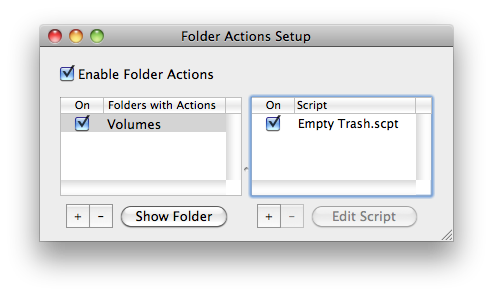 Folder Actions Setup
Enable Folder Actions
On Folders with Actions
Volumes
On Script
Empty Trash.scpt
+ - Show Folder
+ - Edit Script